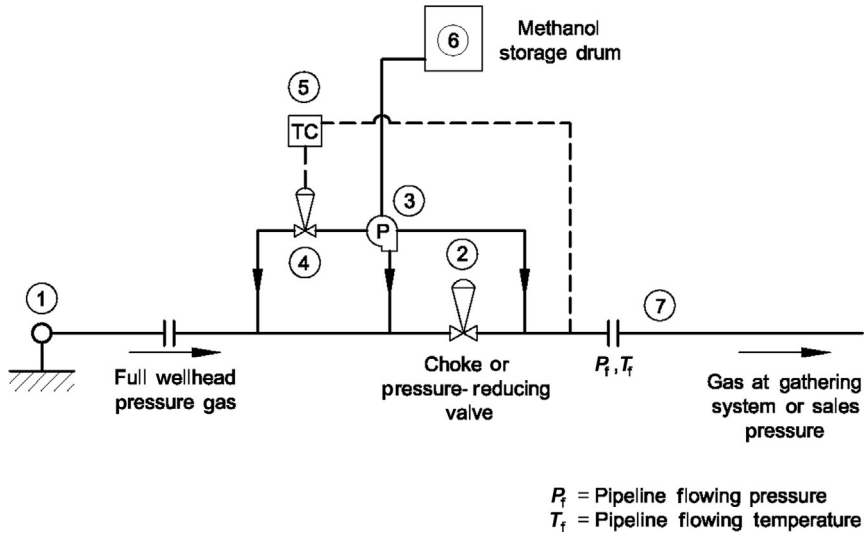 6
Methanol
storage drum
5
TC
3
P
4
2
1
7
Full wellhead
pressure gas
Choke or
pressure-reducing
valve
Pf, Tf
Gas at gathering
system or sales
pressure
Pf = Pipeline flowing pressure
Tf = Pipeline flowing temperature